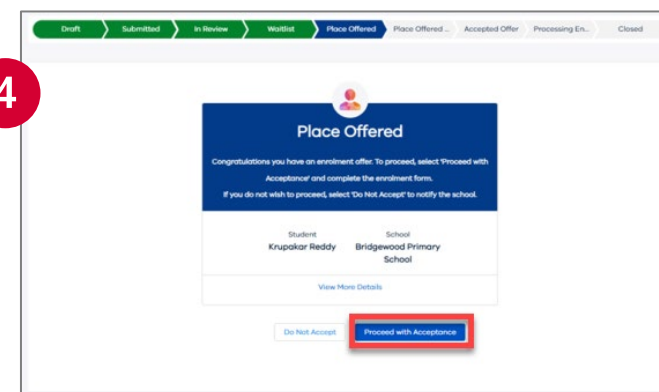 Draft Submitted In Review Waitlist Place Offered Place Offered ... Accepted Offer Processing En... Closed
4
Place Offered
Congratulations you have an enrolment offer. To proceed, select 'Proceed with
Acceptance' and complete the enrolment form.
If you do not wish to proceed, select 'Do Not Accept' to notify the school.
Student School
Krupakar Reddy Bridgewood Primary
School
View More Details
Do Not Accept Proceed with Acceptance